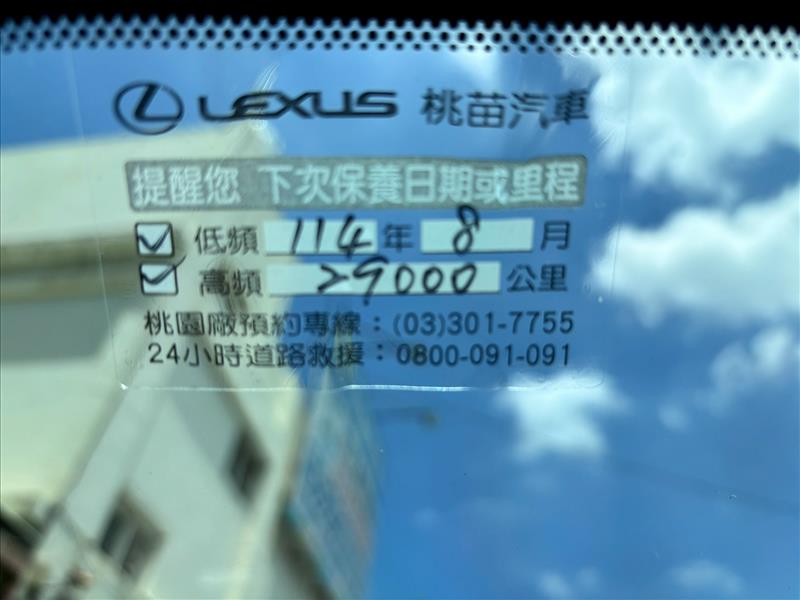 LEXUS 桃苗汽車
提醒您 下次保養日期或里程
☑ 低頻 114 年 8 月
☑ 高頻 29000 公里
桃園廠預約專線：(03)301-7755
24小時道路救援：0800-091-091